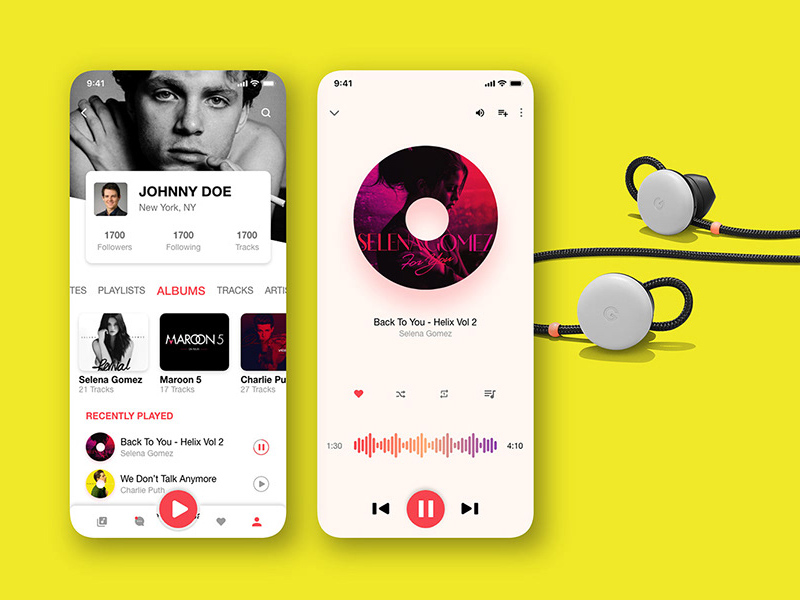 9:41
JOHNNY DOE
New York, NY
1700 1700 1700
Followers Following Tracks
TES PLAYLISTS ALBUMS TRACKS ARTIS
Revival
MAROON 5
Selena Gomez Maroon 5 Charlie Puth
21 Tracks 17 Tracks 27 Tracks
RECENTLY PLAYED
Back To You - Helix Vol 2
Selena Gomez
We Don't Talk Anymore
Charlie Puth
9:41
SELENA GOMEZ
For You
Back To You - Helix Vol 2
Selena Gomez
1:30 4:10
G
G